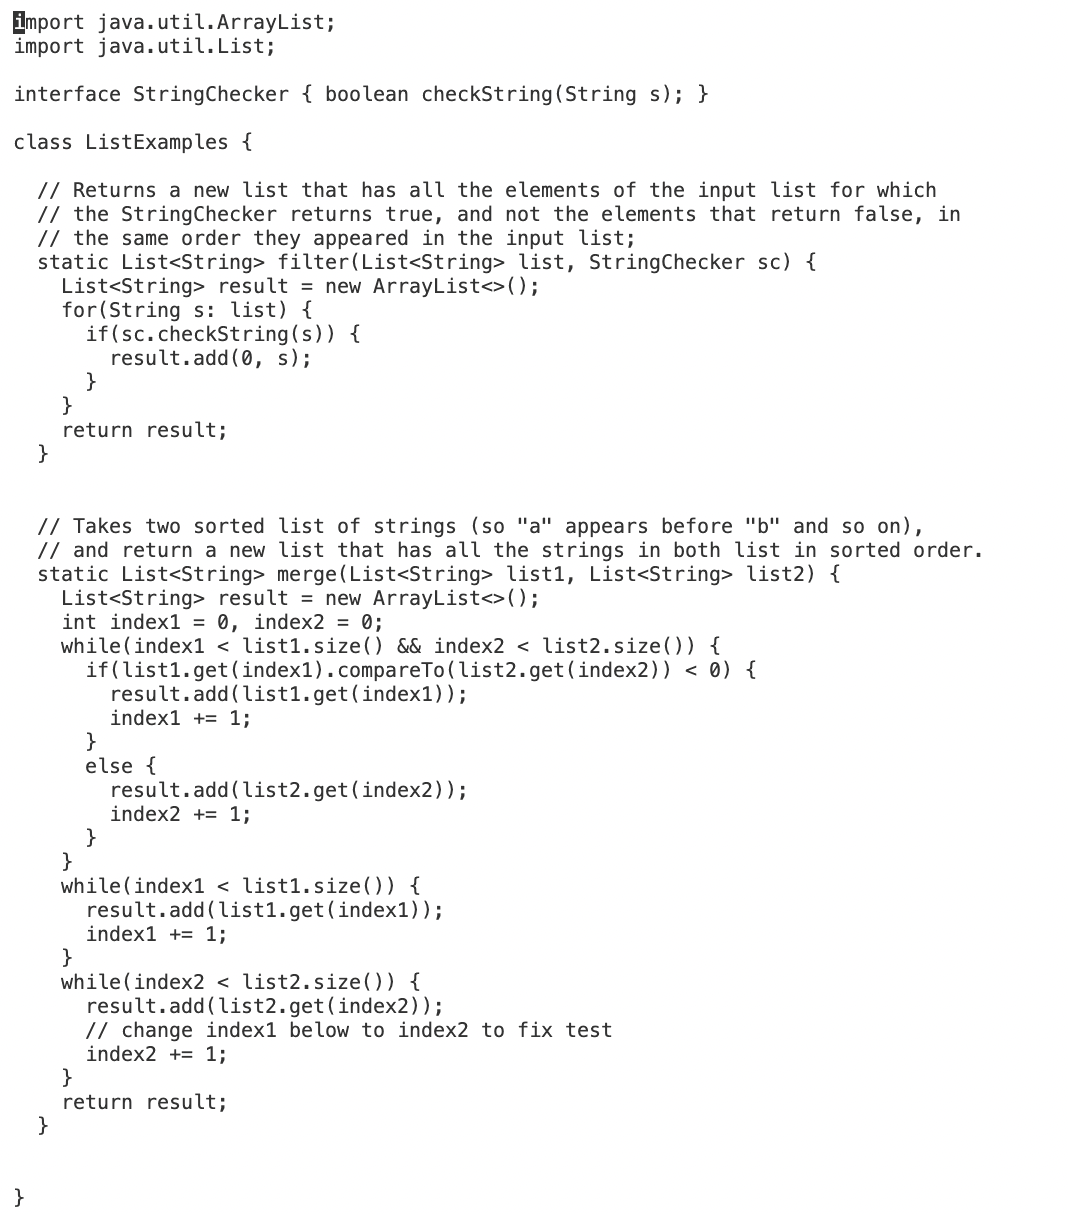 import java.util.ArrayList;
import java.util.List;

interface StringChecker { boolean checkString(String s); }

class ListExamples {

  // Returns a new list that has all the elements of the input list for which
  // the StringChecker returns true, and not the elements that return false, in
  // the same order they appeared in the input list;
  static List<String> filter(List<String> list, StringChecker sc) {
    List<String> result = new ArrayList<>();
    for(String s: list) {
      if(sc.checkString(s)) {
        result.add(0, s);
      }
    }
    return result;
  }


  // Takes two sorted list of strings (so "a" appears before "b" and so on),
  // and return a new list that has all the strings in both list in sorted order.
  static List<String> merge(List<String> list1, List<String> list2) {
    List<String> result = new ArrayList<>();
    int index1 = 0, index2 = 0;
    while(index1 < list1.size() && index2 < list2.size()) {
      if(list1.get(index1).compareTo(list2.get(index2)) < 0) {
        result.add(list1.get(index1));
        index1 += 1;
      }
      else {
        result.add(list2.get(index2));
        index2 += 1;
      }
    }
    while(index1 < list1.size()) {
      result.add(list1.get(index1));
      index1 += 1;
    }
    while(index2 < list2.size()) {
      result.add(list2.get(index2));
      // change index1 below to index2 to fix test
      index2 += 1;
    }
    return result;
  }


}